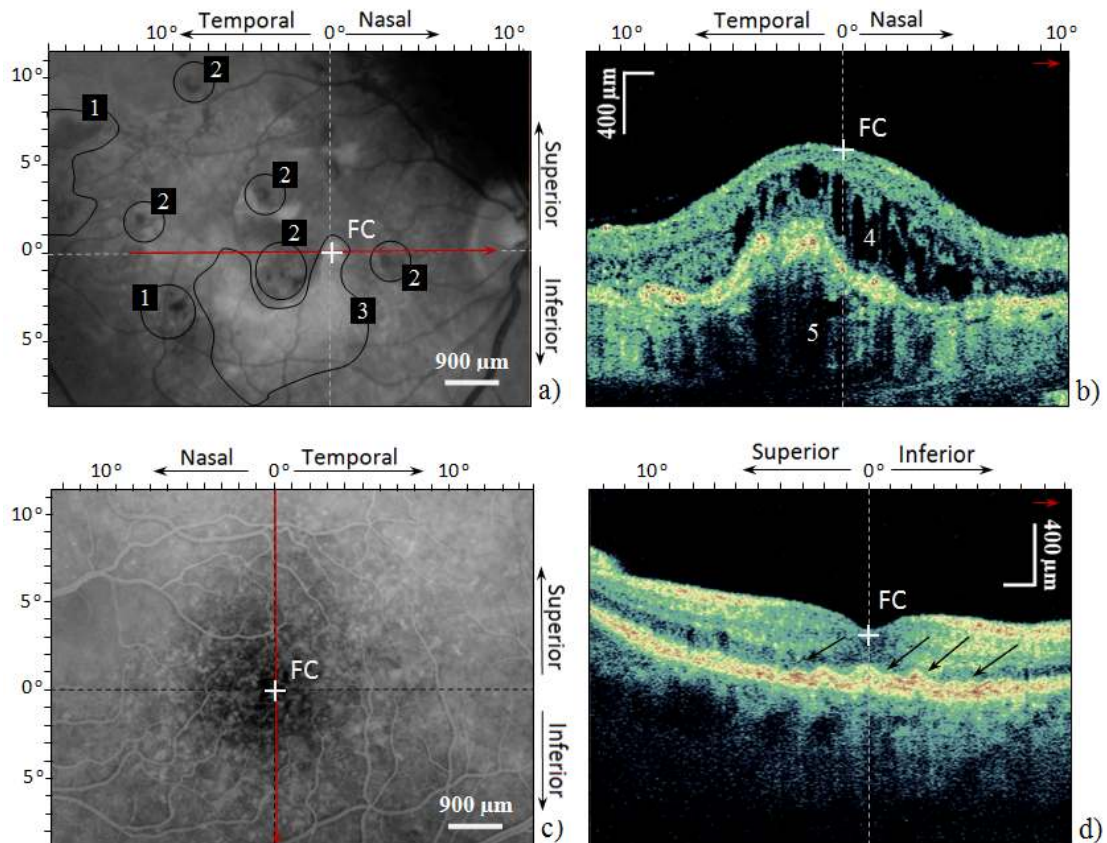 Temporal Nasal
10° 0° 10°
10°
5°
0°
5°
Superior
Inferior
1
2
2
2
2
FC
1
2
3
900 µm
a)
Temporal Nasal
10° 0° 10°
400 µm
FC
4
5
b)
Nasal Temporal
10° 0° 10°
10°
5°
0°
5°
Superior
Inferior
FC
900 µm
c)
Superior Inferior
10° 0° 10°
400 µm
FC
d)